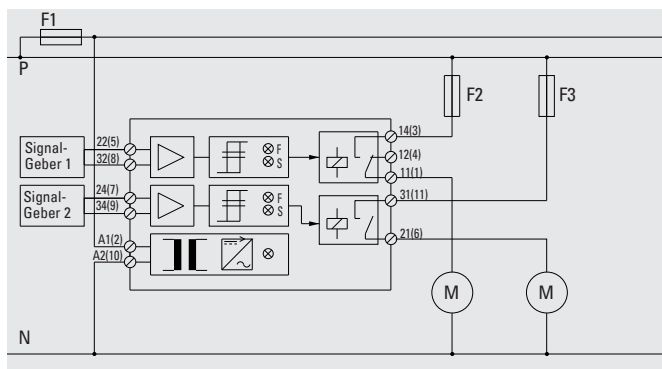 F1
P
F2
F3
14(3)
Signal-
Geber 1
22(5)
32(8)
F
S
12(4)
11(1)
Signal-
Geber 2
24(7)
34(9)
F
S
31(11)
A1(2)
A2(10)
21(6)
M
M
N